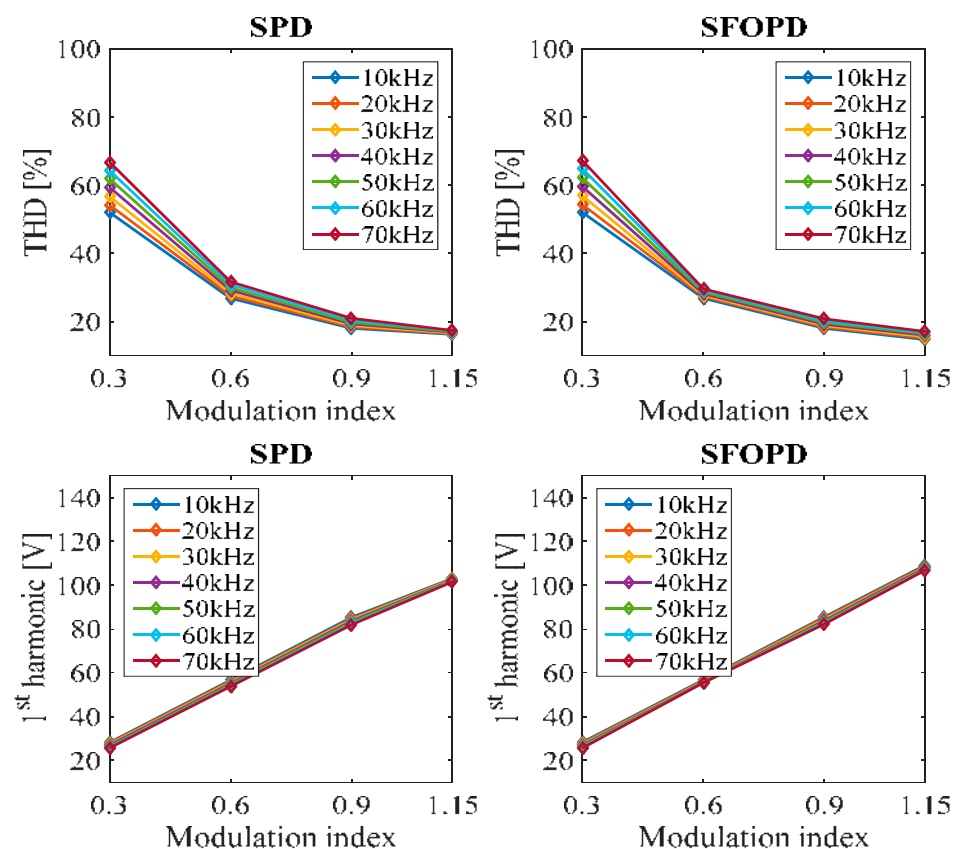 SPD
100
80
60
40
20
THD [%]
10kHz
20kHz
30kHz
40kHz
50kHz
60kHz
70kHz
0.3 0.6 0.9 1.15
Modulation index
SFOPD
100
80
60
40
20
THD [%]
10kHz
20kHz
30kHz
40kHz
50kHz
60kHz
70kHz
0.3 0.6 0.9 1.15
Modulation index
SPD
140
120
100
80
60
40
20
1st harmonic [V]
10kHz
20kHz
30kHz
40kHz
50kHz
60kHz
70kHz
0.3 0.6 0.9 1.15
Modulation index
SFOPD
140
120
100
80
60
40
20
1st harmonic [V]
10kHz
20kHz
30kHz
40kHz
50kHz
60kHz
70kHz
0.3 0.6 0.9 1.15
Modulation index